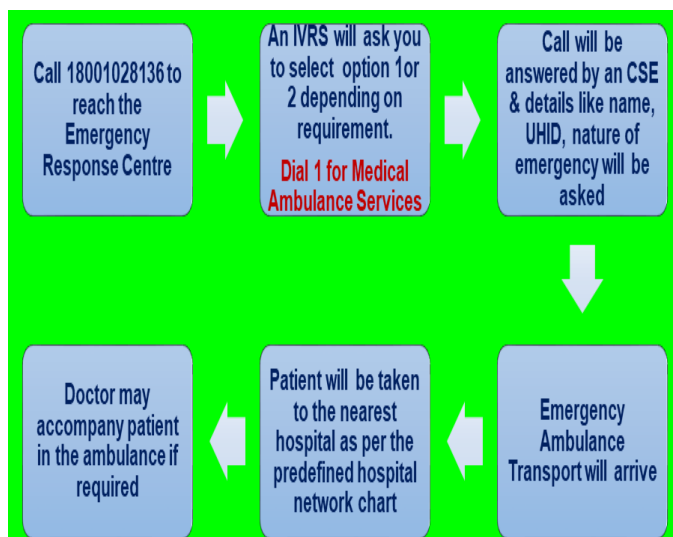 Call 18001028136 to
reach the
Emergency
Response Centre
An IVRS will ask you
to select option 1or
2 depending on
requirement.
Dial 1 for Medical
Ambulance Services
Call will be
answered by an CSE
& details like name,
UHID, nature of
emergency will be
asked
Emergency
Ambulance
Transport will arrive
Patient will be taken
to the nearest
hospital as per the
predefined hospital
network chart
Doctor may
accompany patient
in the ambulance if
required